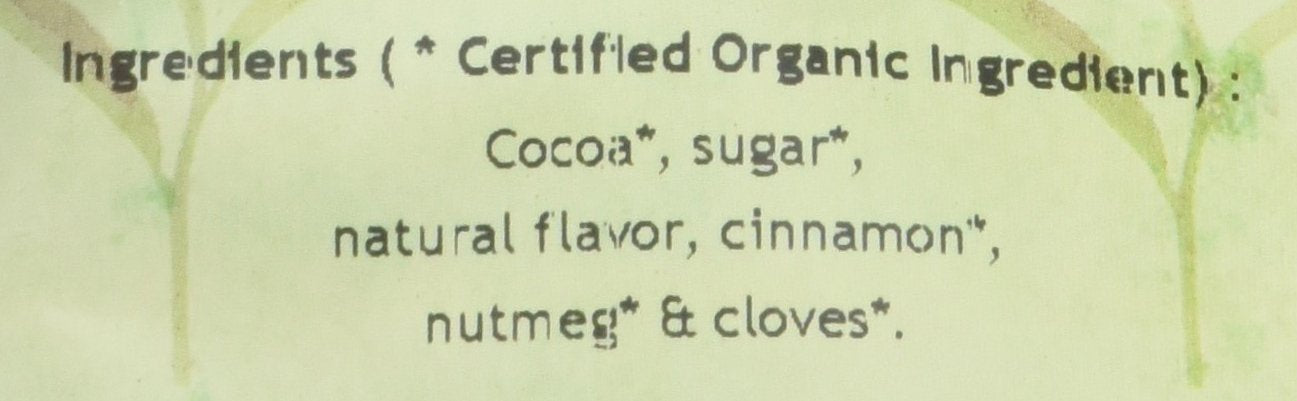 Ingredients ( * Certified Organic Ingredient) :
Cocoa*, sugar*,
natural flavor, cinnamon*,
nutmeg* & cloves*.